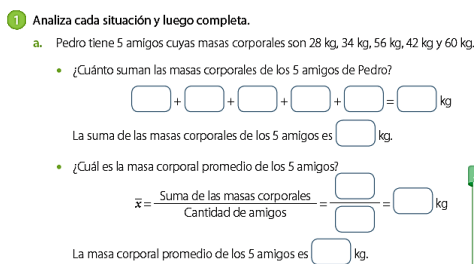 1 Analiza cada situación y luego completa.
a. Pedro tiene 5 amigos cuyas masas corporales son 28 kg, 34 kg, 56 kg, 42 kg y 60 kg.
• ¿Cuánto suman las masas corporales de los 5 amigos de Pedro?
+ + + + = kg
La suma de las masas corporales de los 5 amigos es kg.
• ¿Cuál es la masa corporal promedio de los 5 amigos?
x̄ = Suma de las masas corporales / Cantidad de amigos = = kg
La masa corporal promedio de los 5 amigos es kg.